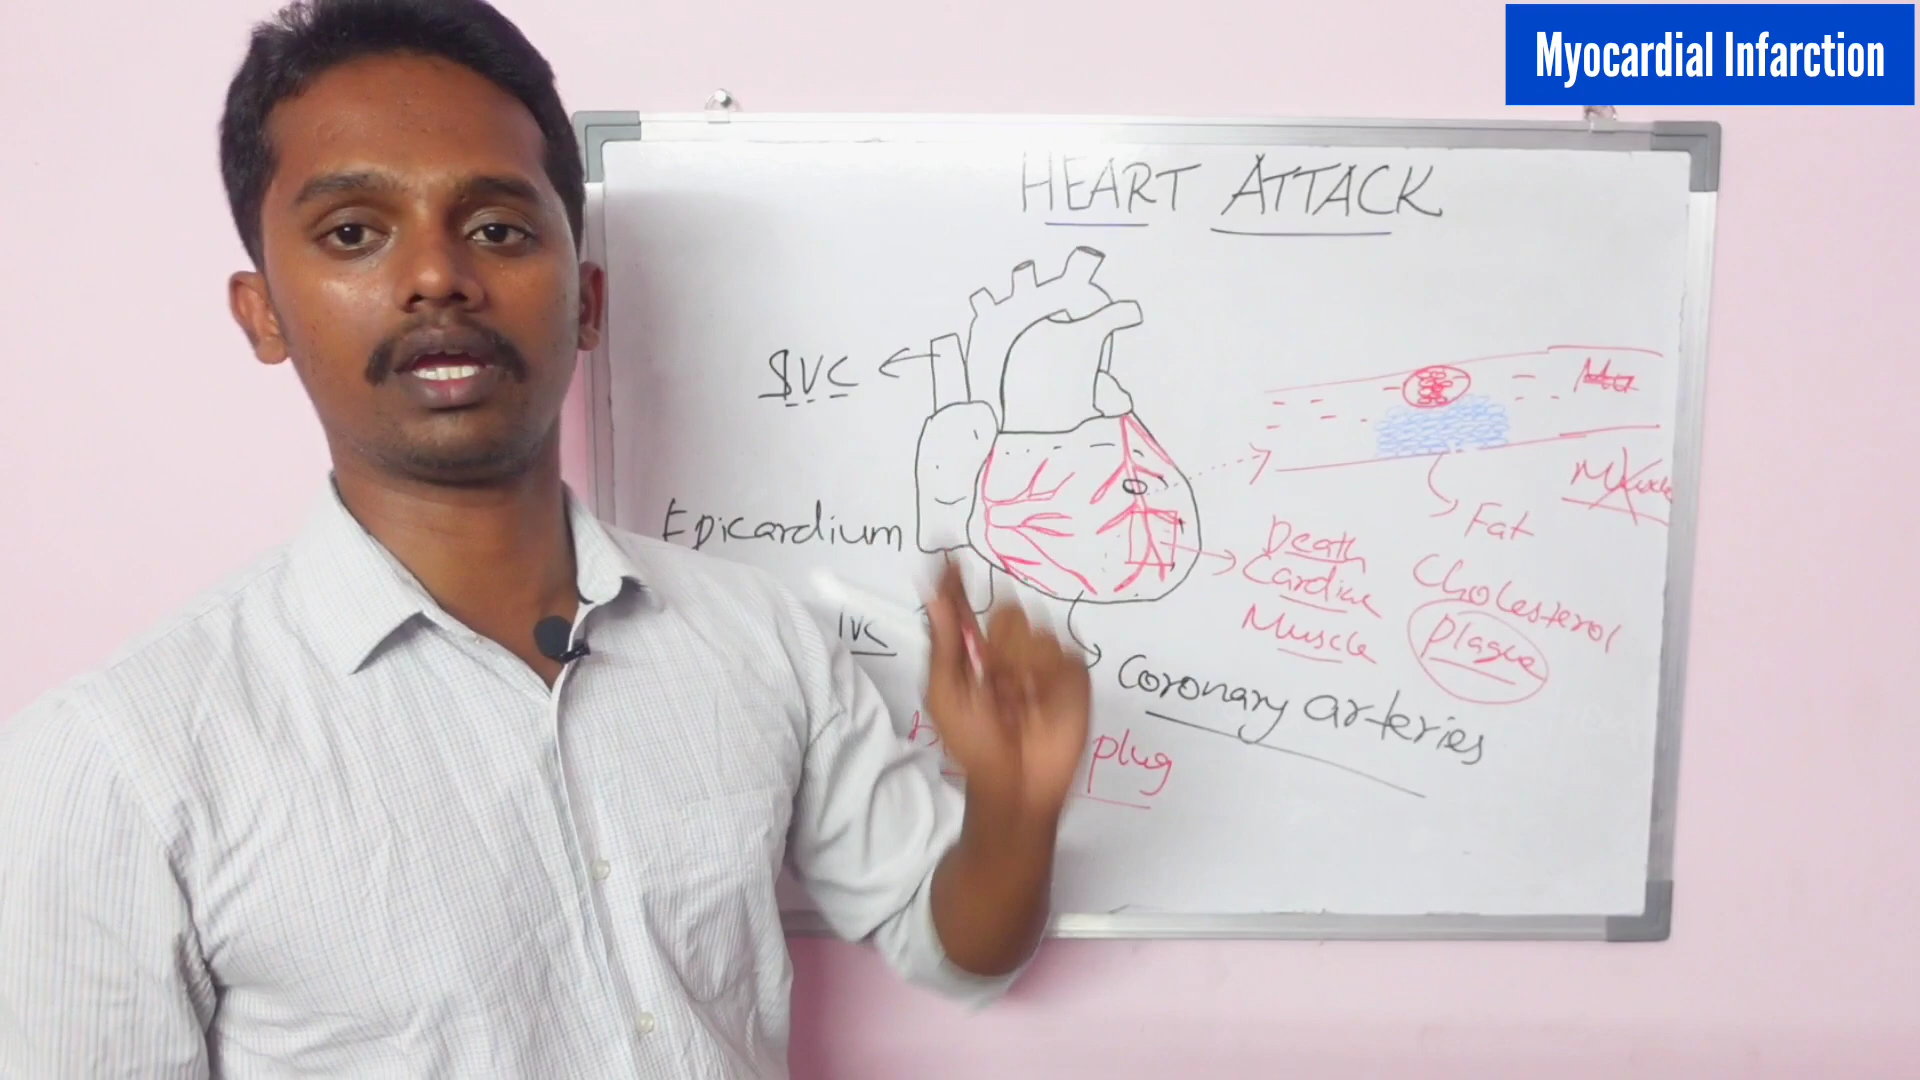 Myocardial Infarction
HEART ATTACK
SVC
Epicardium
IVC
Death
Cardiac
Muscle
Fat
Cholesterol
plaque
Coronary arteries
plug